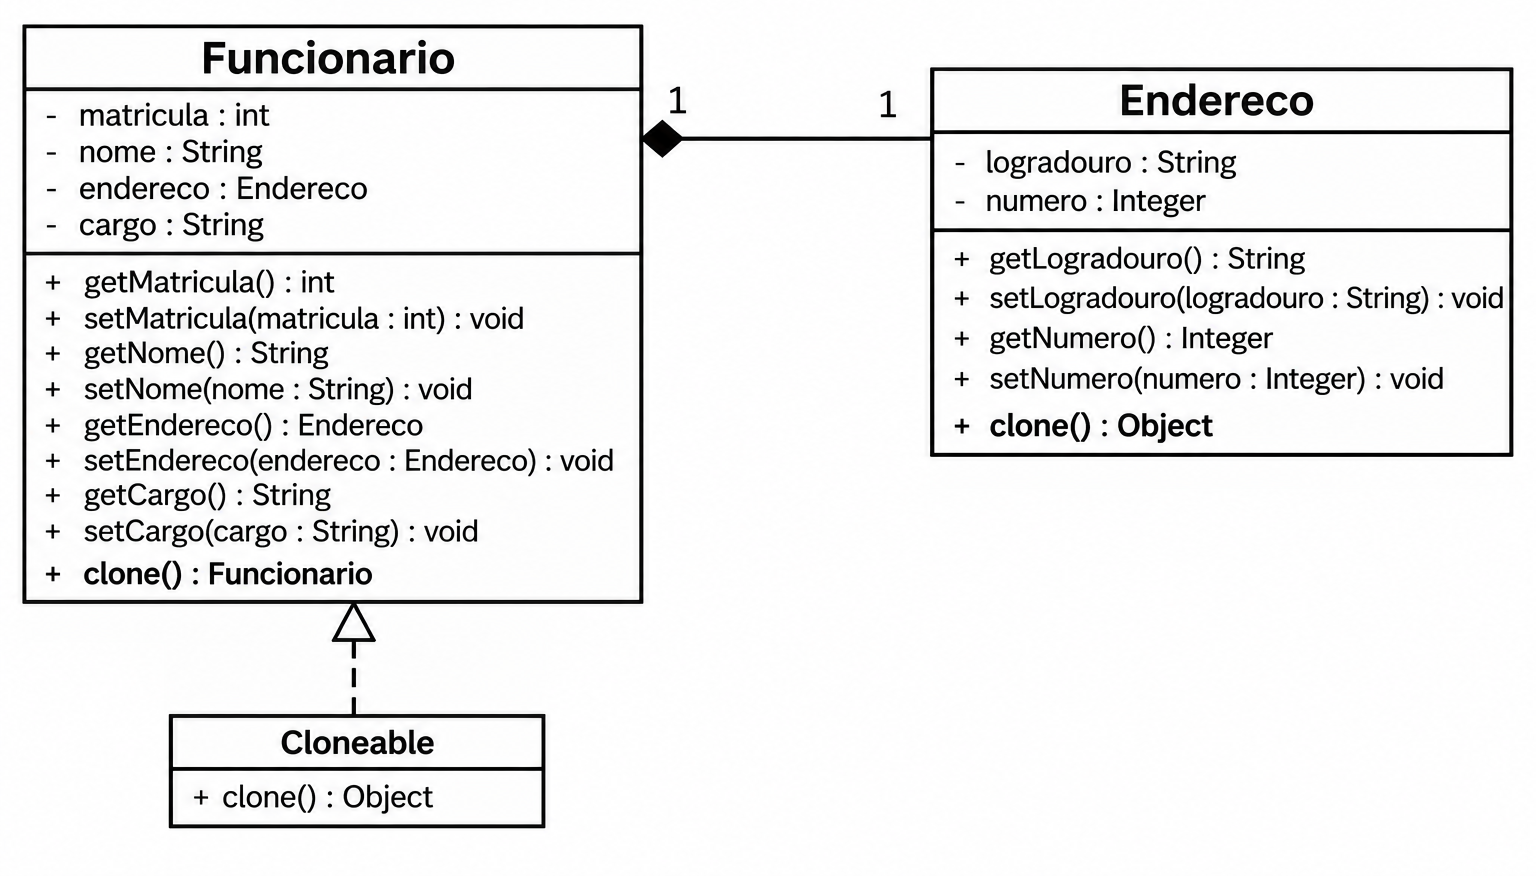 Funcionario
- matricula : int
- nome : String
- endereco : Endereco
- cargo : String
+ getMatricula() : int
+ setMatricula(matricula : int) : void
+ getNome() : String
+ setNome(nome : String) : void
+ getEndereco() : Endereco
+ setEndereco(endereco : Endereco) : void
+ getCargo() : String
+ setCargo(cargo : String) : void
+ clone() : Funcionario
1
1
Endereco
- logradouro : String
- numero : Integer
+ getLogradouro() : String
+ setLogradouro(logradouro : String) : void
+ getNumero() : Integer
+ setNumero(numero : Integer) : void
+ clone() : Object
Cloneable
+ clone() : Object